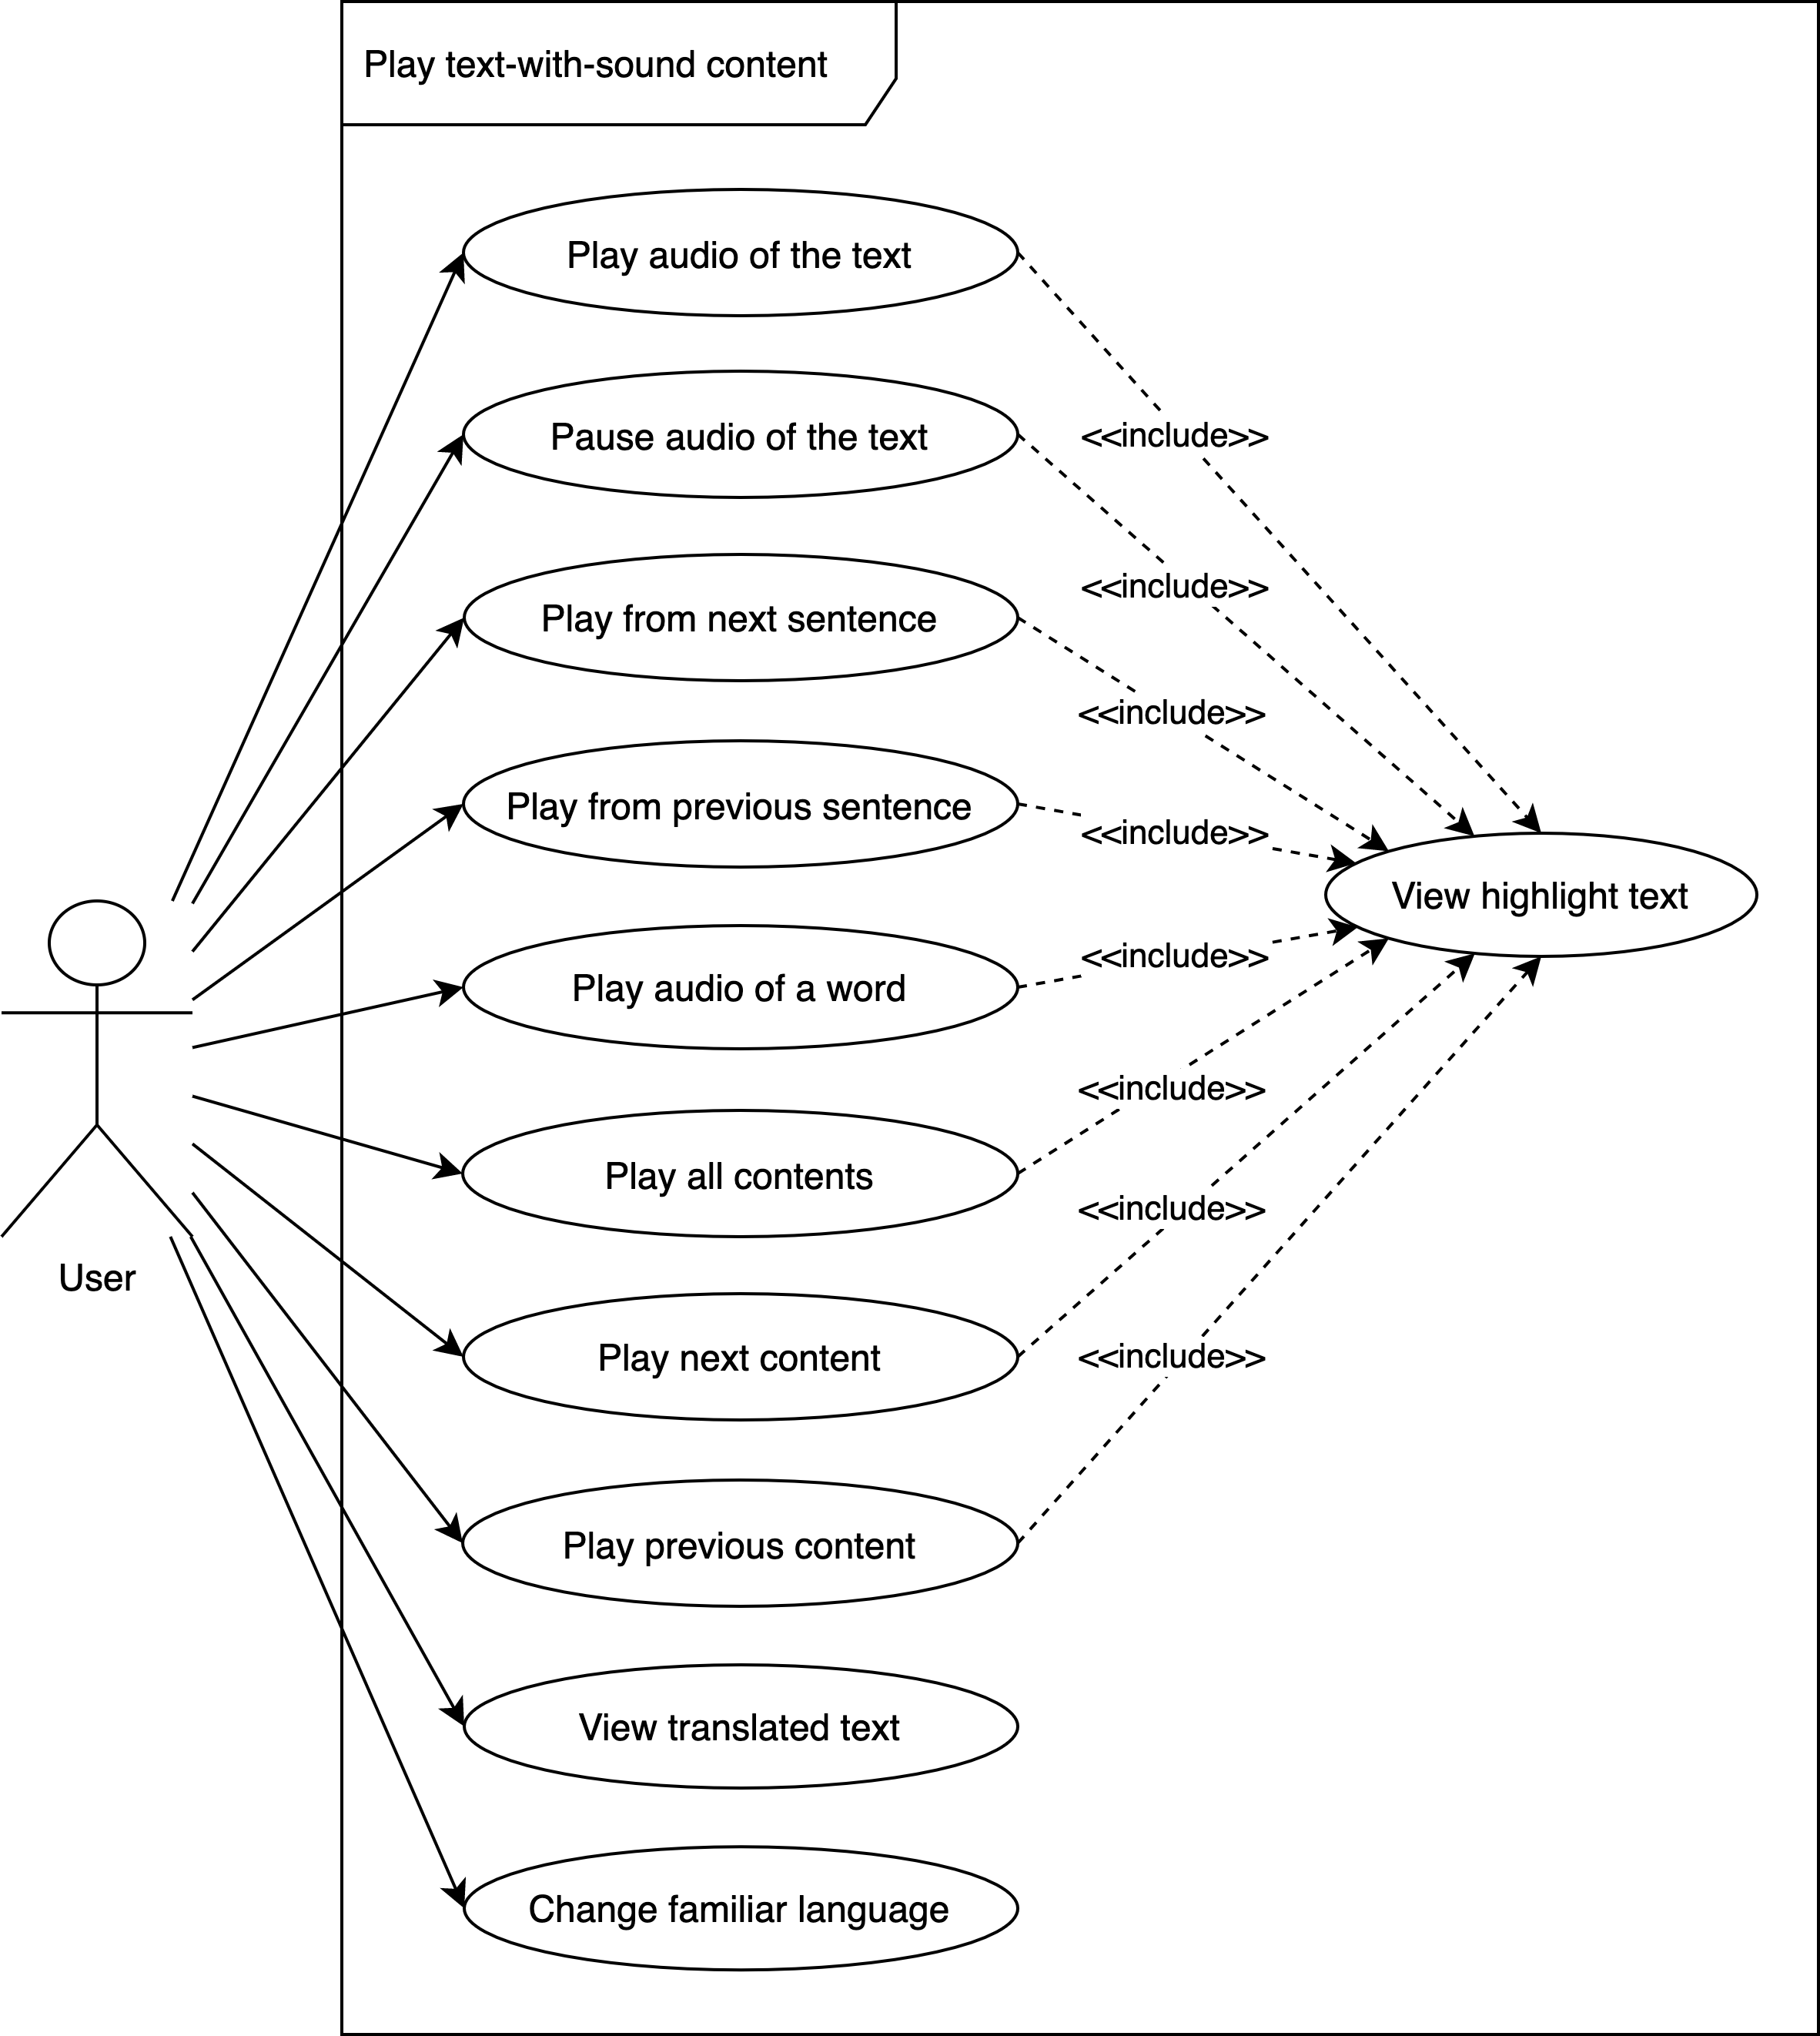 Play text-with-sound content
Play audio of the text
Pause audio of the text
<<include>>
<<include>>
Play from next sentence
<<include>>
Play from previous sentence
<<include>>
View highlight text
Play audio of a word
<<include>>
Play all contents
<<include>>
<<include>>
User
Play next content
<<include>>
Play previous content
View translated text
Change familiar language